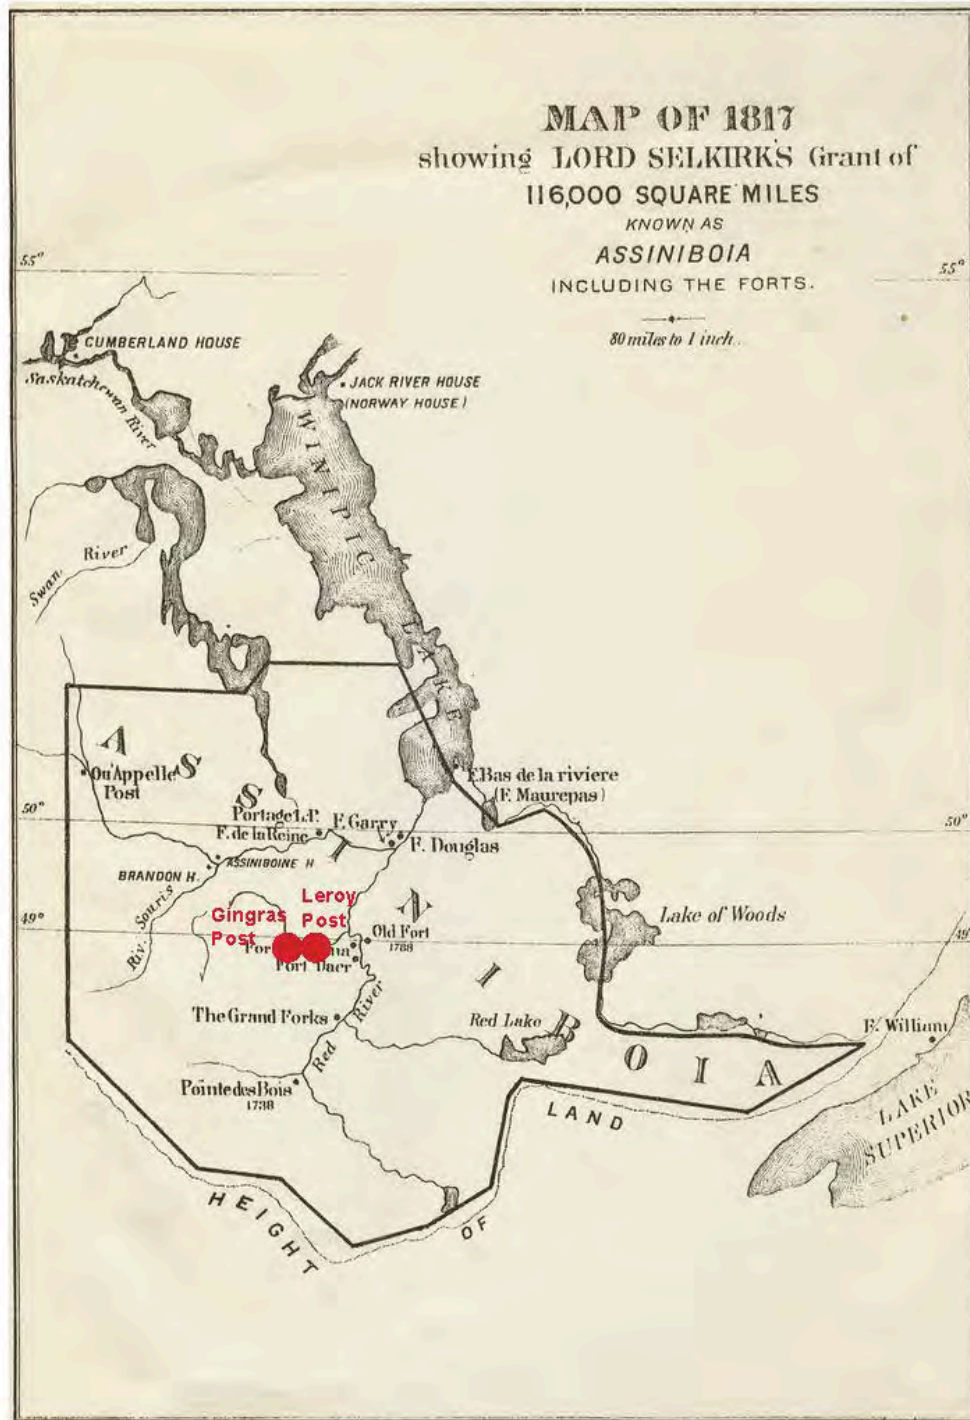 MAP OF 1817
showing LORD SELKIRK'S Grant of
116,000 SQUARE MILES
KNOWN AS
ASSINIBOIA
INCLUDING THE FORTS.
80 miles to 1 inch.
55°
55°
CUMBERLAND HOUSE
Saskatchewan River
JACK RIVER HOUSE
(NORWAY HOUSE)
WINIPIC
LAKE
Swan River
Qu'Appelle
Post
F. Bas de la riviere
(F. Maurepas)
50°
50°
Portage L.P.
F. de la Reine
F. Garry
F. Douglas
ASSINIBOINE H
BRANDON H.
Riv. Souris
Leroy
Post
Gingras
Post
49°
49
Old Fort
1788
Fort Daer
Lake of Woods
The Grand Forks
Red River
Red Lake
F. William
Pointe des Bois
1738
ASSINIBOIA
LAKE
SUPERIOR
HEIGHT OF LAND